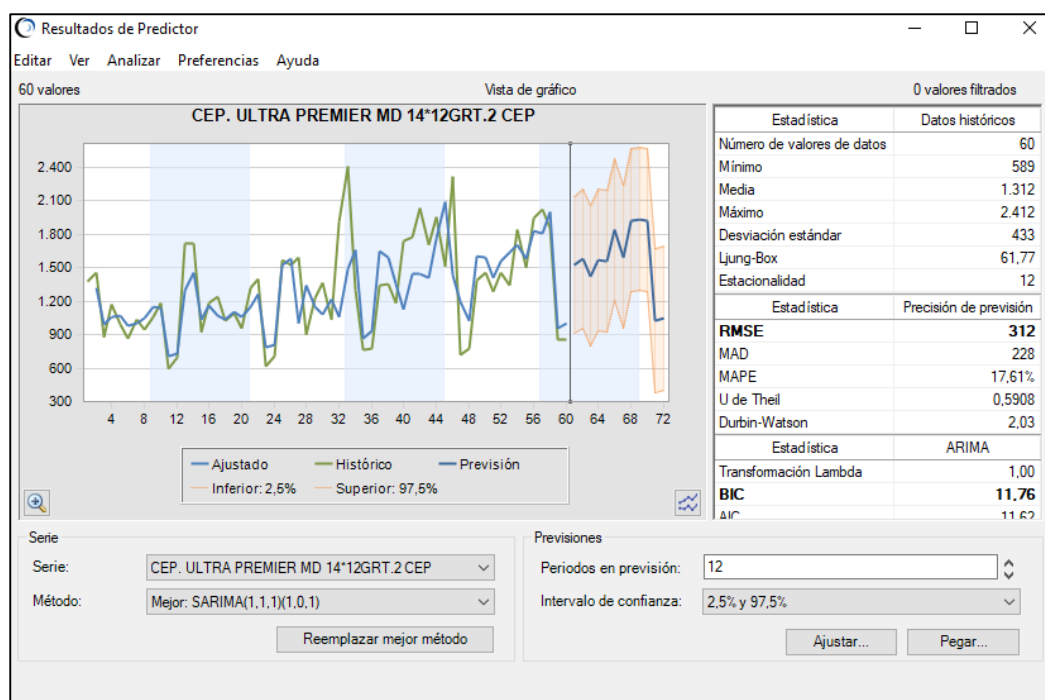 Resultados de Predictor
Editar Ver Analizar Preferencias Ayuda
60 valores Vista de gráfico 0 valores filtrados
CEP. ULTRA PREMIER MD 14*12GRT.2 CEP
2.400
2.100
1.800
1.500
1.200
900
600
300
4 8 12 16 20 24 28 32 36 40 44 48 52 56 60 64 68 72
Ajustado Histórico Previsión
Inferior: 2,5% Superior: 97,5%
Estadística Datos históricos
Número de valores de datos 60
Mínimo 589
Media 1.312
Máximo 2.412
Desviación estándar 433
Ljung-Box 61,77
Estacionalidad 12
Estadística Precisión de previsión
RMSE 312
MAD 228
MAPE 17,61%
U de Theil 0,5908
Durbin-Watson 2,03
Estadística ARIMA
Transformación Lambda 1,00
BIC 11,76
AIC 11,62
Serie
Serie: CEP. ULTRA PREMIER MD 14*12GRT.2 CEP
Método: Mejor: SARIMA(1,1,1)(1,0,1)
Reemplazar mejor método
Previsiones
Periodos en previsión: 12
Intervalo de confianza: 2,5% y 97,5%
Ajustar... Pegar...